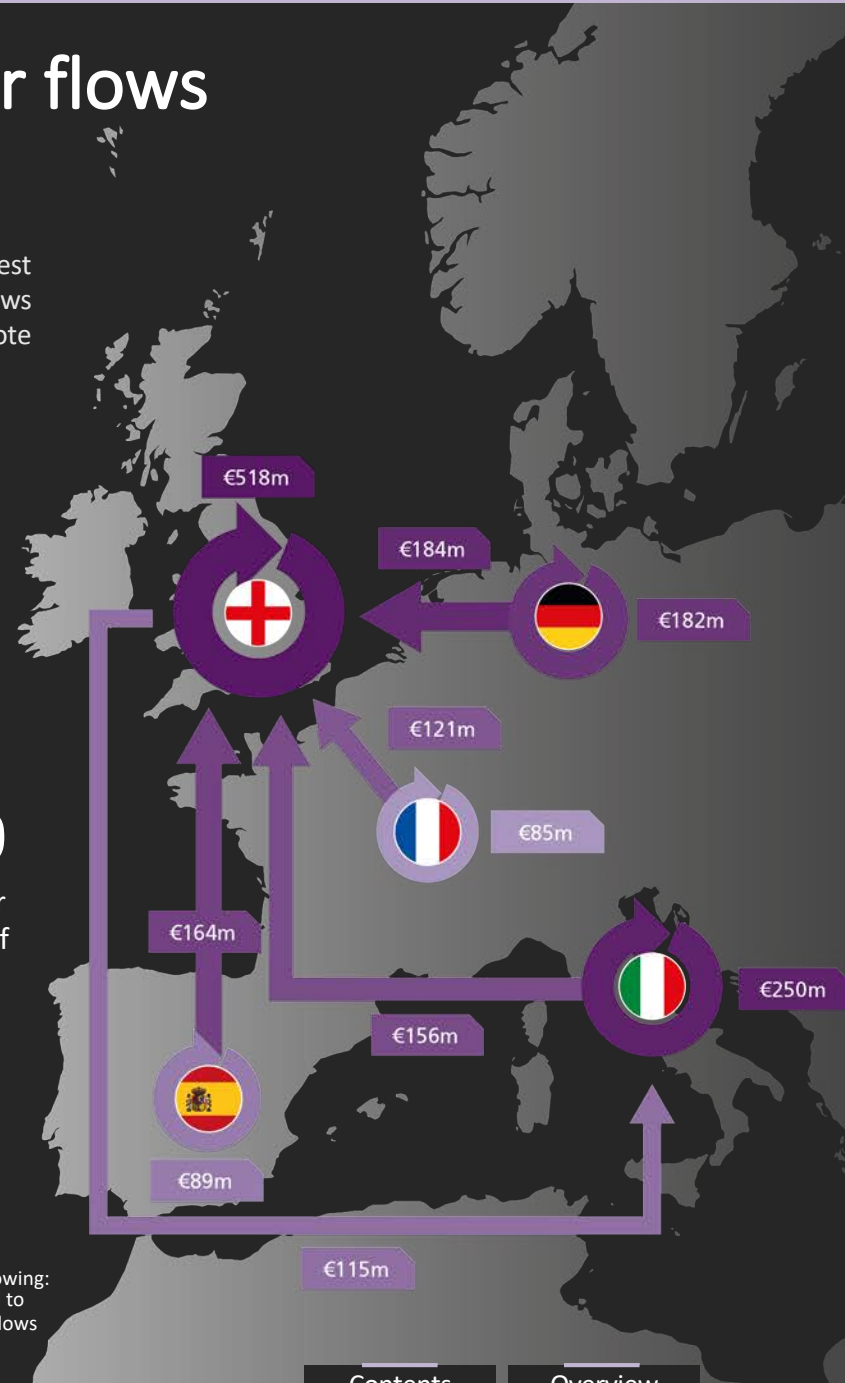 r flows
est
ws
ote
€518m
€184m
€182m
€121m
€85m
€164m
€250m
€156m
€89m
€115m
r
f
owing:
to
lows
Contents
Overview